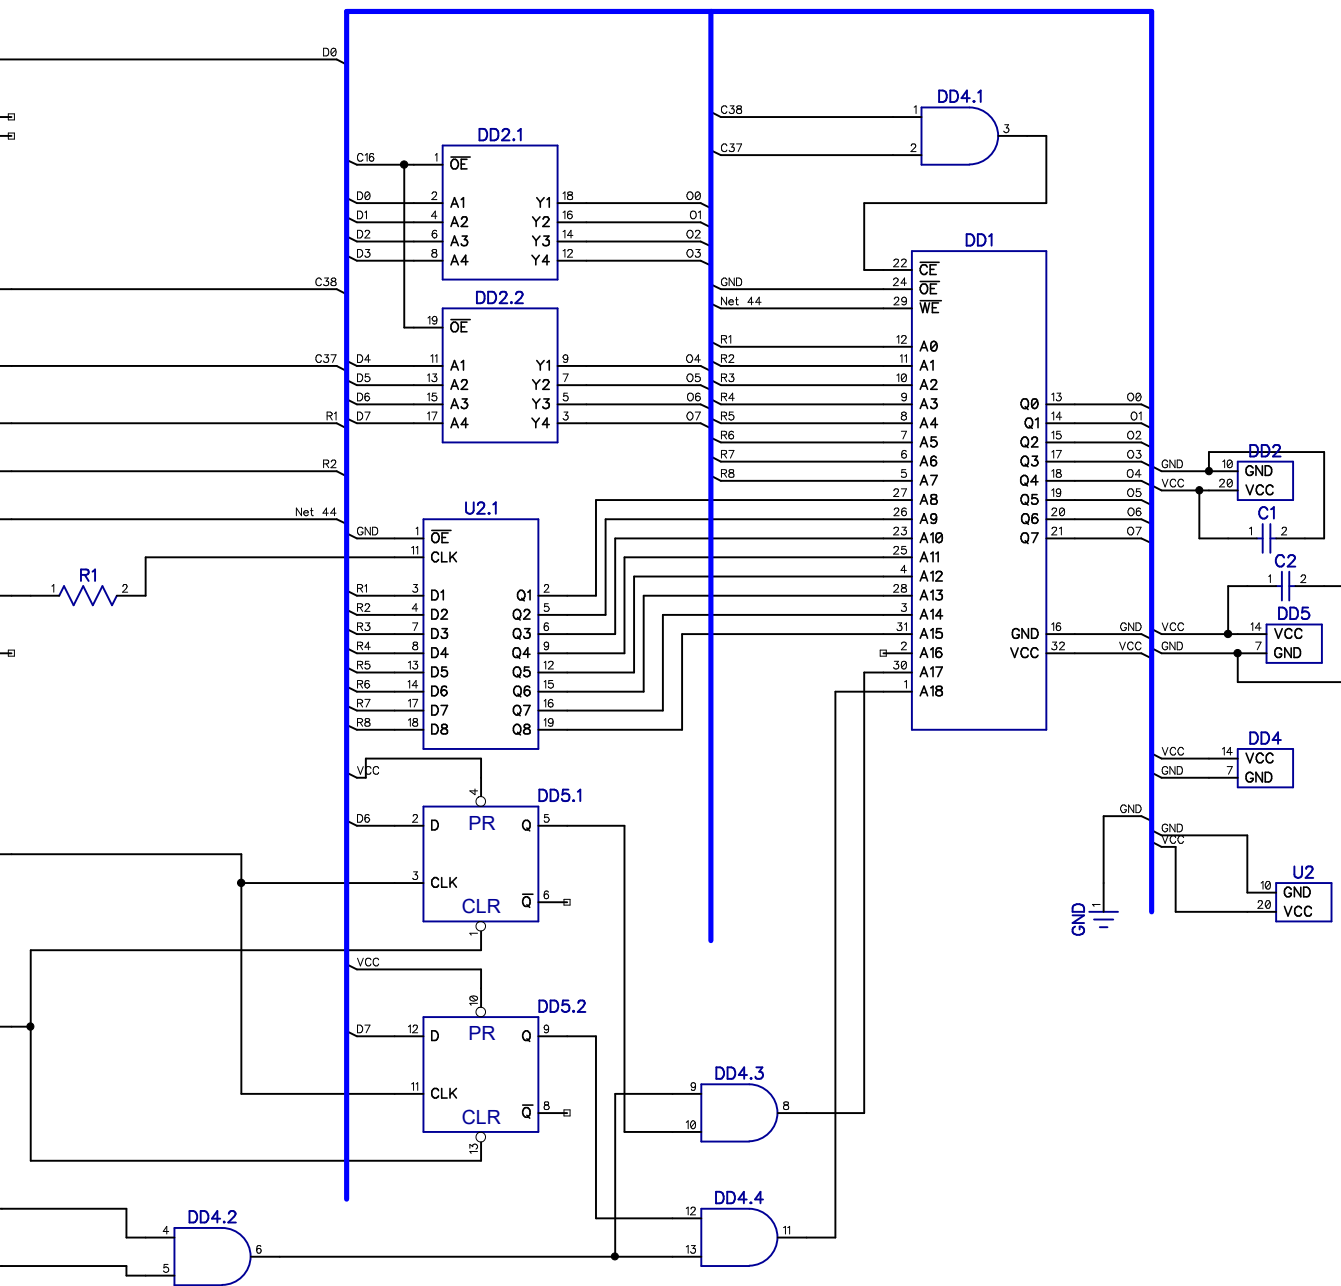 D0
C38
C37
R1
R2
Net 44
R1
1 2
DD2.1
C16 1 OE
D0 2 A1 Y1 18 O0
D1 4 A2 Y2 16 O1
D2 6 A3 Y3 14 O2
D3 8 A4 Y4 12 O3
DD2.2
19 OE
D4 11 A1 Y1 9 O4
D5 13 A2 Y2 7 O5
D6 15 A3 Y3 5 O6
D7 17 A4 Y4 3 O7
U2.1
GND 1 OE
11 CLK
R1 3 D1 Q1 2
R2 4 D2 Q2 5
R3 7 D3 Q3 6
R4 8 D4 Q4 9
R5 13 D5 Q5 12
R6 14 D6 Q6 15
R7 17 D7 Q7 16
R8 18 D8 Q8 19
VCC
4
DD5.1
D6 2 D PR Q 5
3 CLK
CLR Q 6
1
VCC
10
DD5.2
D7 12 D PR Q 9
11 CLK
CLR Q 8
13
DD4.1
C38 1
3
C37 2
DD1
22 CE
GND 24 OE
Net 44 29 WE
R1 12 A0
R2 11 A1
R3 10 A2
R4 9 A3 Q0 13 O0
R5 8 A4 Q1 14 O1
R6 7 A5 Q2 15 O2
R7 6 A6 Q3 17 O3
R8 5 A7 Q4 18 O4
27 A8 Q5 19 O5
26 A9 Q6 20 O6
23 A10 Q7 21 O7
25 A11
4 A12
28 A13
3 A14
31 A15 GND 16 GND
2 A16 VCC 32 VCC
30 A17
1 A18
DD2
GND 10 GND
VCC 20 VCC
C1
1 2
C2
1 2
DD5
VCC 14 VCC
GND 7 GND
DD4
VCC 14 VCC
GND 7 GND
GND
GND
VCC
U2
10 GND
20 VCC
GND
1
DD4.3
9
8
10
DD4.4
12
11
13
DD4.2
4
6
5